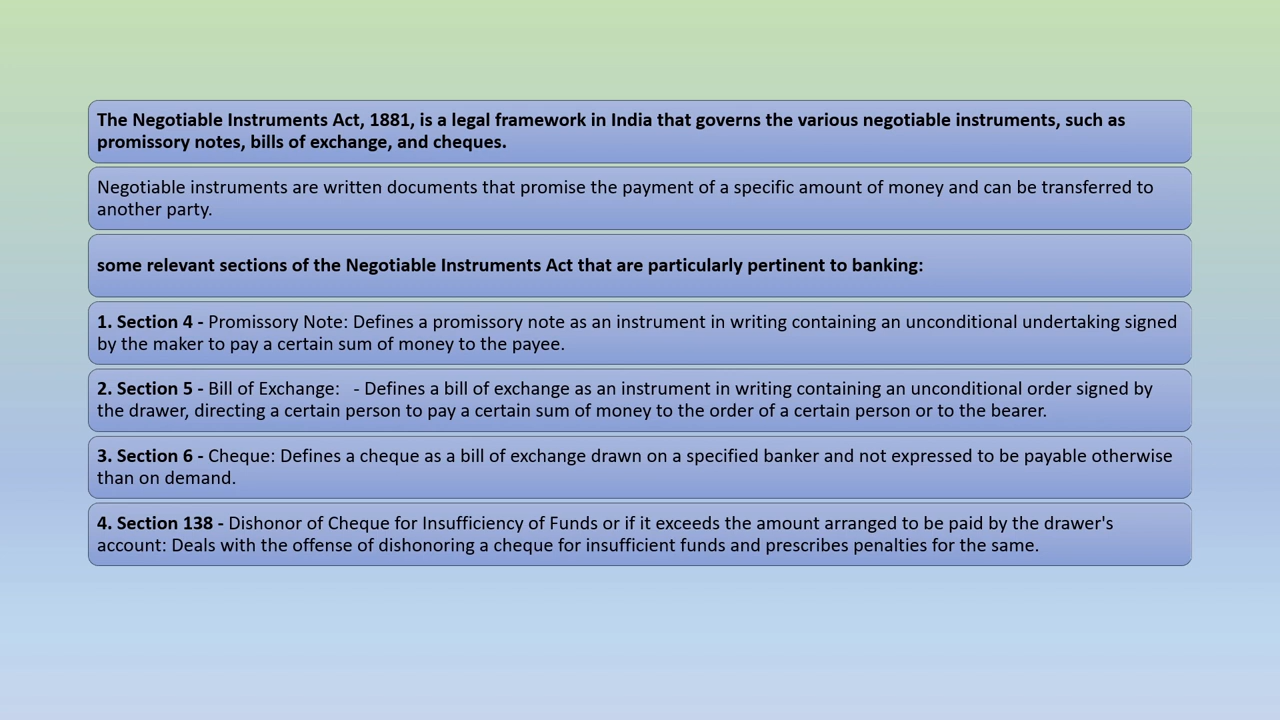 The Negotiable Instruments Act, 1881, is a legal framework in India that governs the various negotiable instruments, such as
promissory notes, bills of exchange, and cheques.
Negotiable instruments are written documents that promise the payment of a specific amount of money and can be transferred to
another party.
some relevant sections of the Negotiable Instruments Act that are particularly pertinent to banking:
1. Section 4 - Promissory Note: Defines a promissory note as an instrument in writing containing an unconditional undertaking signed
by the maker to pay a certain sum of money to the payee.
2. Section 5 - Bill of Exchange:   - Defines a bill of exchange as an instrument in writing containing an unconditional order signed by
the drawer, directing a certain person to pay a certain sum of money to the order of a certain person or to the bearer.
3. Section 6 - Cheque: Defines a cheque as a bill of exchange drawn on a specified banker and not expressed to be payable otherwise
than on demand.
4. Section 138 - Dishonor of Cheque for Insufficiency of Funds or if it exceeds the amount arranged to be paid by the drawer's
account: Deals with the offense of dishonoring a cheque for insufficient funds and prescribes penalties for the same.